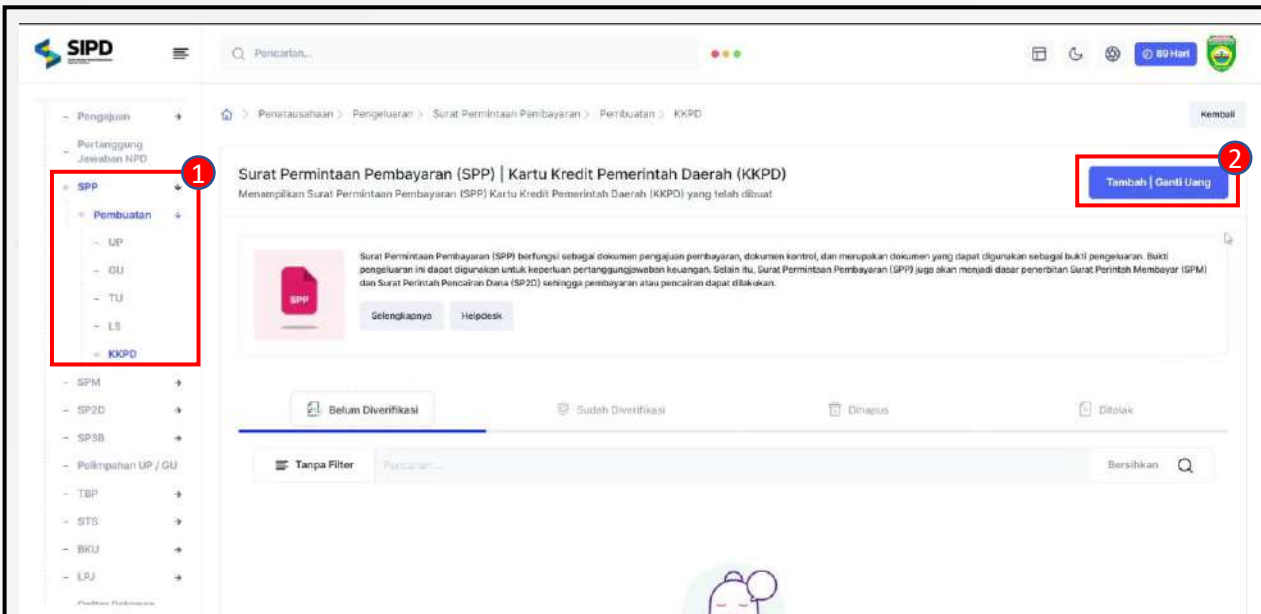 SIPD
Pencarian...
89 Hari
Pengajuan
Pertanggung
Jawaban NPD
1
SPP
Pembuatan
UP
GU
TU
LS
KKPD
SPM
SP2D
SP3B
Pelimpahan UP / GU
TBP
STS
BKU
LPJ
Penatausahaan > Pengeluaran > Surat Permintaan Pembayaran > Pembuatan > KKPD
Kembali
Surat Permintaan Pembayaran (SPP) | Kartu Kredit Pemerintah Daerah (KKPD)
Menampilkan Surat Permintaan Pembayaran (SPP) Kartu Kredit Pemerintah Daerah (KKPD) yang telah dibuat
2
Tambah | Ganti Uang
SPP
Surat Permintaan Pembayaran (SPP) berfungsi sebagai dokumen pengajuan pembayaran, dokumen kontrol, dan merupakan dokumen yang dapat digunakan sebagai bukti pengeluaran. Bukti
pengeluaran ini dapat digunakan untuk keperluan pertanggungjawaban keuangan. Selain itu, Surat Permintaan Pembayaran (SPP) juga akan menjadi dasar penerbitan Surat Perintah Membayar (SPM)
dan Surat Perintah Pencairan Dana (SP2D) sehingga pembayaran atau pencairan dapat dilakukan.
Selengkapnya Helpdesk
Belum Diverifikasi Sudah Diverifikasi Dihapus Ditolak
Tanpa Filter Pencarian... Bersihkan